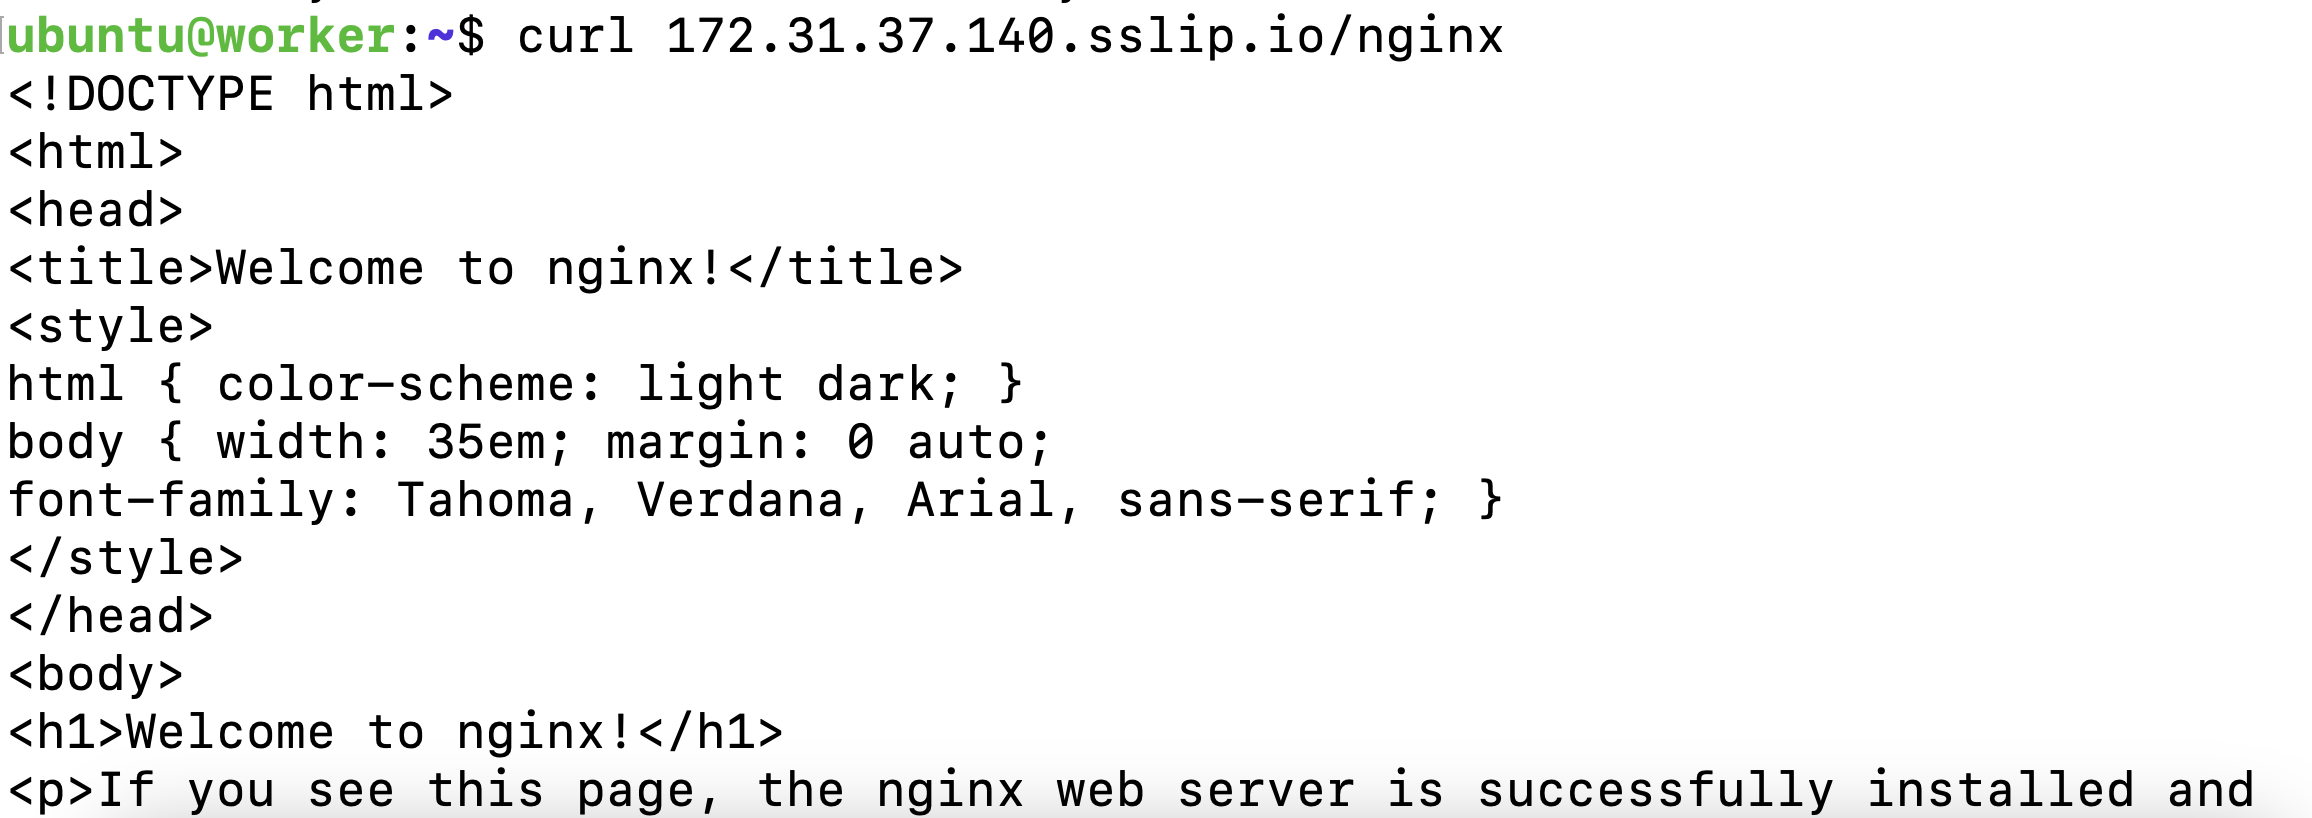 ubuntu@worker:~$ curl 172.31.37.140.sslip.io/nginx
<!DOCTYPE html>
<html>
<head>
<title>Welcome to nginx!</title>
<style>
html { color-scheme: light dark; }
body { width: 35em; margin: 0 auto;
font-family: Tahoma, Verdana, Arial, sans-serif; }
</style>
</head>
<body>
<h1>Welcome to nginx!</h1>
<p>If you see this page, the nginx web server is successfully installed and